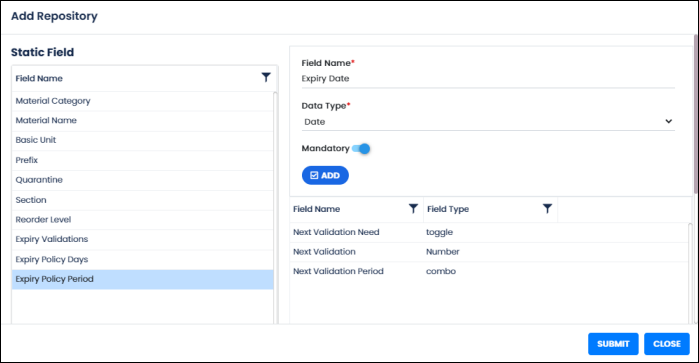 Add Repository
Static Field
Field Name
Material Category
Material Name
Basic Unit
Prefix
Quarantine
Section
Reorder Level
Expiry Validations
Expiry Policy Days
Expiry Policy Period
Field Name*
Expiry Date
Data Type*
Date
Mandatory
ADD
Field Name Field Type
Next Validation Need toggle
Next Validation Number
Next Validation Period combo
SUBMIT CLOSE